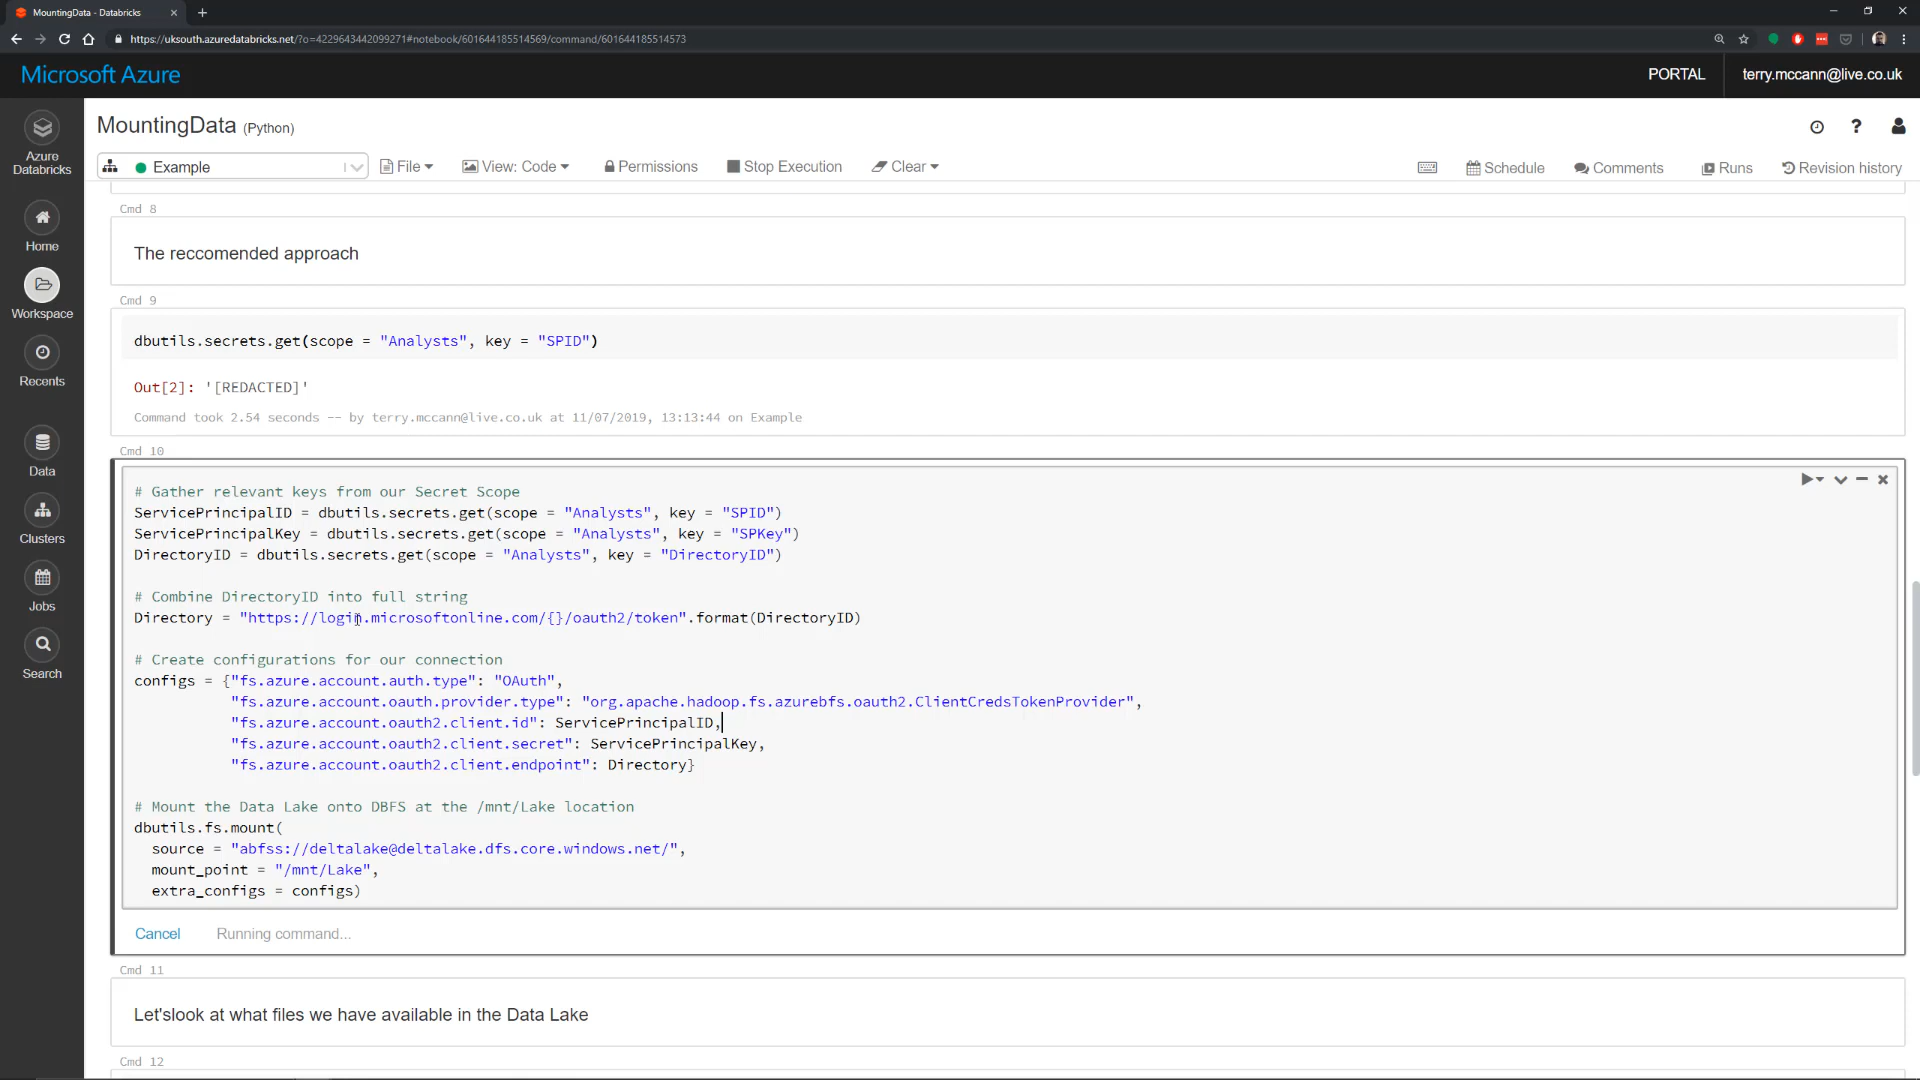 MountingData - Databricks
https://uksouth.azuredatabricks.net/?o=4229643442099271#notebook/601644185514569/command/601644185514573
Microsoft Azure
PORTAL
terry.mccann@live.co.uk
Azure
Databricks
Home
Workspace
Recents
Data
Clusters
Jobs
Search
MountingData (Python)
Example
File
View: Code
Permissions
Stop Execution
Clear
Schedule
Comments
Runs
Revision history
Cmd 8
The reccomended approach
Cmd 9
dbutils.secrets.get(scope = "Analysts", key = "SPID")
Out[2]: '[REDACTED]'
Command took 2.54 seconds -- by terry.mccann@live.co.uk at 11/07/2019, 13:13:44 on Example
Cmd 10
# Gather relevant keys from our Secret Scope
ServicePrincipalID = dbutils.secrets.get(scope = "Analysts", key = "SPID")
ServicePrincipalKey = dbutils.secrets.get(scope = "Analysts", key = "SPKey")
DirectoryID = dbutils.secrets.get(scope = "Analysts", key = "DirectoryID")
# Combine DirectoryID into full string
Directory = "https://login.microsoftonline.com/{}/oauth2/token".format(DirectoryID)
# Create configurations for our connection
configs = {"fs.azure.account.auth.type": "OAuth",
"fs.azure.account.oauth.provider.type": "org.apache.hadoop.fs.azurebfs.oauth2.ClientCredsTokenProvider",
"fs.azure.account.oauth2.client.id": ServicePrincipalID,
"fs.azure.account.oauth2.client.secret": ServicePrincipalKey,
"fs.azure.account.oauth2.client.endpoint": Directory}
# Mount the Data Lake onto DBFS at the /mnt/Lake location
dbutils.fs.mount(
source = "abfss://deltalake@deltalake.dfs.core.windows.net/",
mount_point = "/mnt/Lake",
extra_configs = configs)
Cancel
Running command...
Cmd 11
Let'slook at what files we have available in the Data Lake
Cmd 12